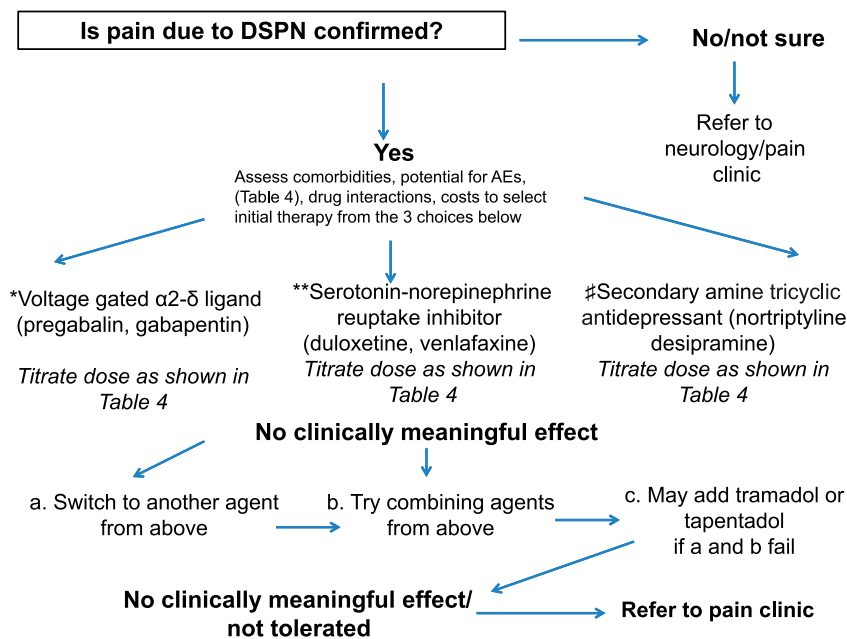 Is pain due to DSPN confirmed?
No/not sure
Refer to
neurology/pain
clinic
Yes
Assess comorbidities, potential for AEs,
(Table 4), drug interactions, costs to select
initial therapy from the 3 choices below
*Voltage gated α2-δ ligand
(pregabalin, gabapentin)
Titrate dose as shown in
Table 4
**Serotonin-norepinephrine
reuptake inhibitor
(duloxetine, venlafaxine)
Titrate dose as shown in
Table 4
♯Secondary amine tricyclic
antidepressant (nortriptyline
desipramine)
Titrate dose as shown in
Table 4
No clinically meaningful effect
a. Switch to another agent
from above
b. Try combining agents
from above
c. May add tramadol or
tapentadol
if a and b fail
No clinically meaningful effect/
not tolerated
Refer to pain clinic